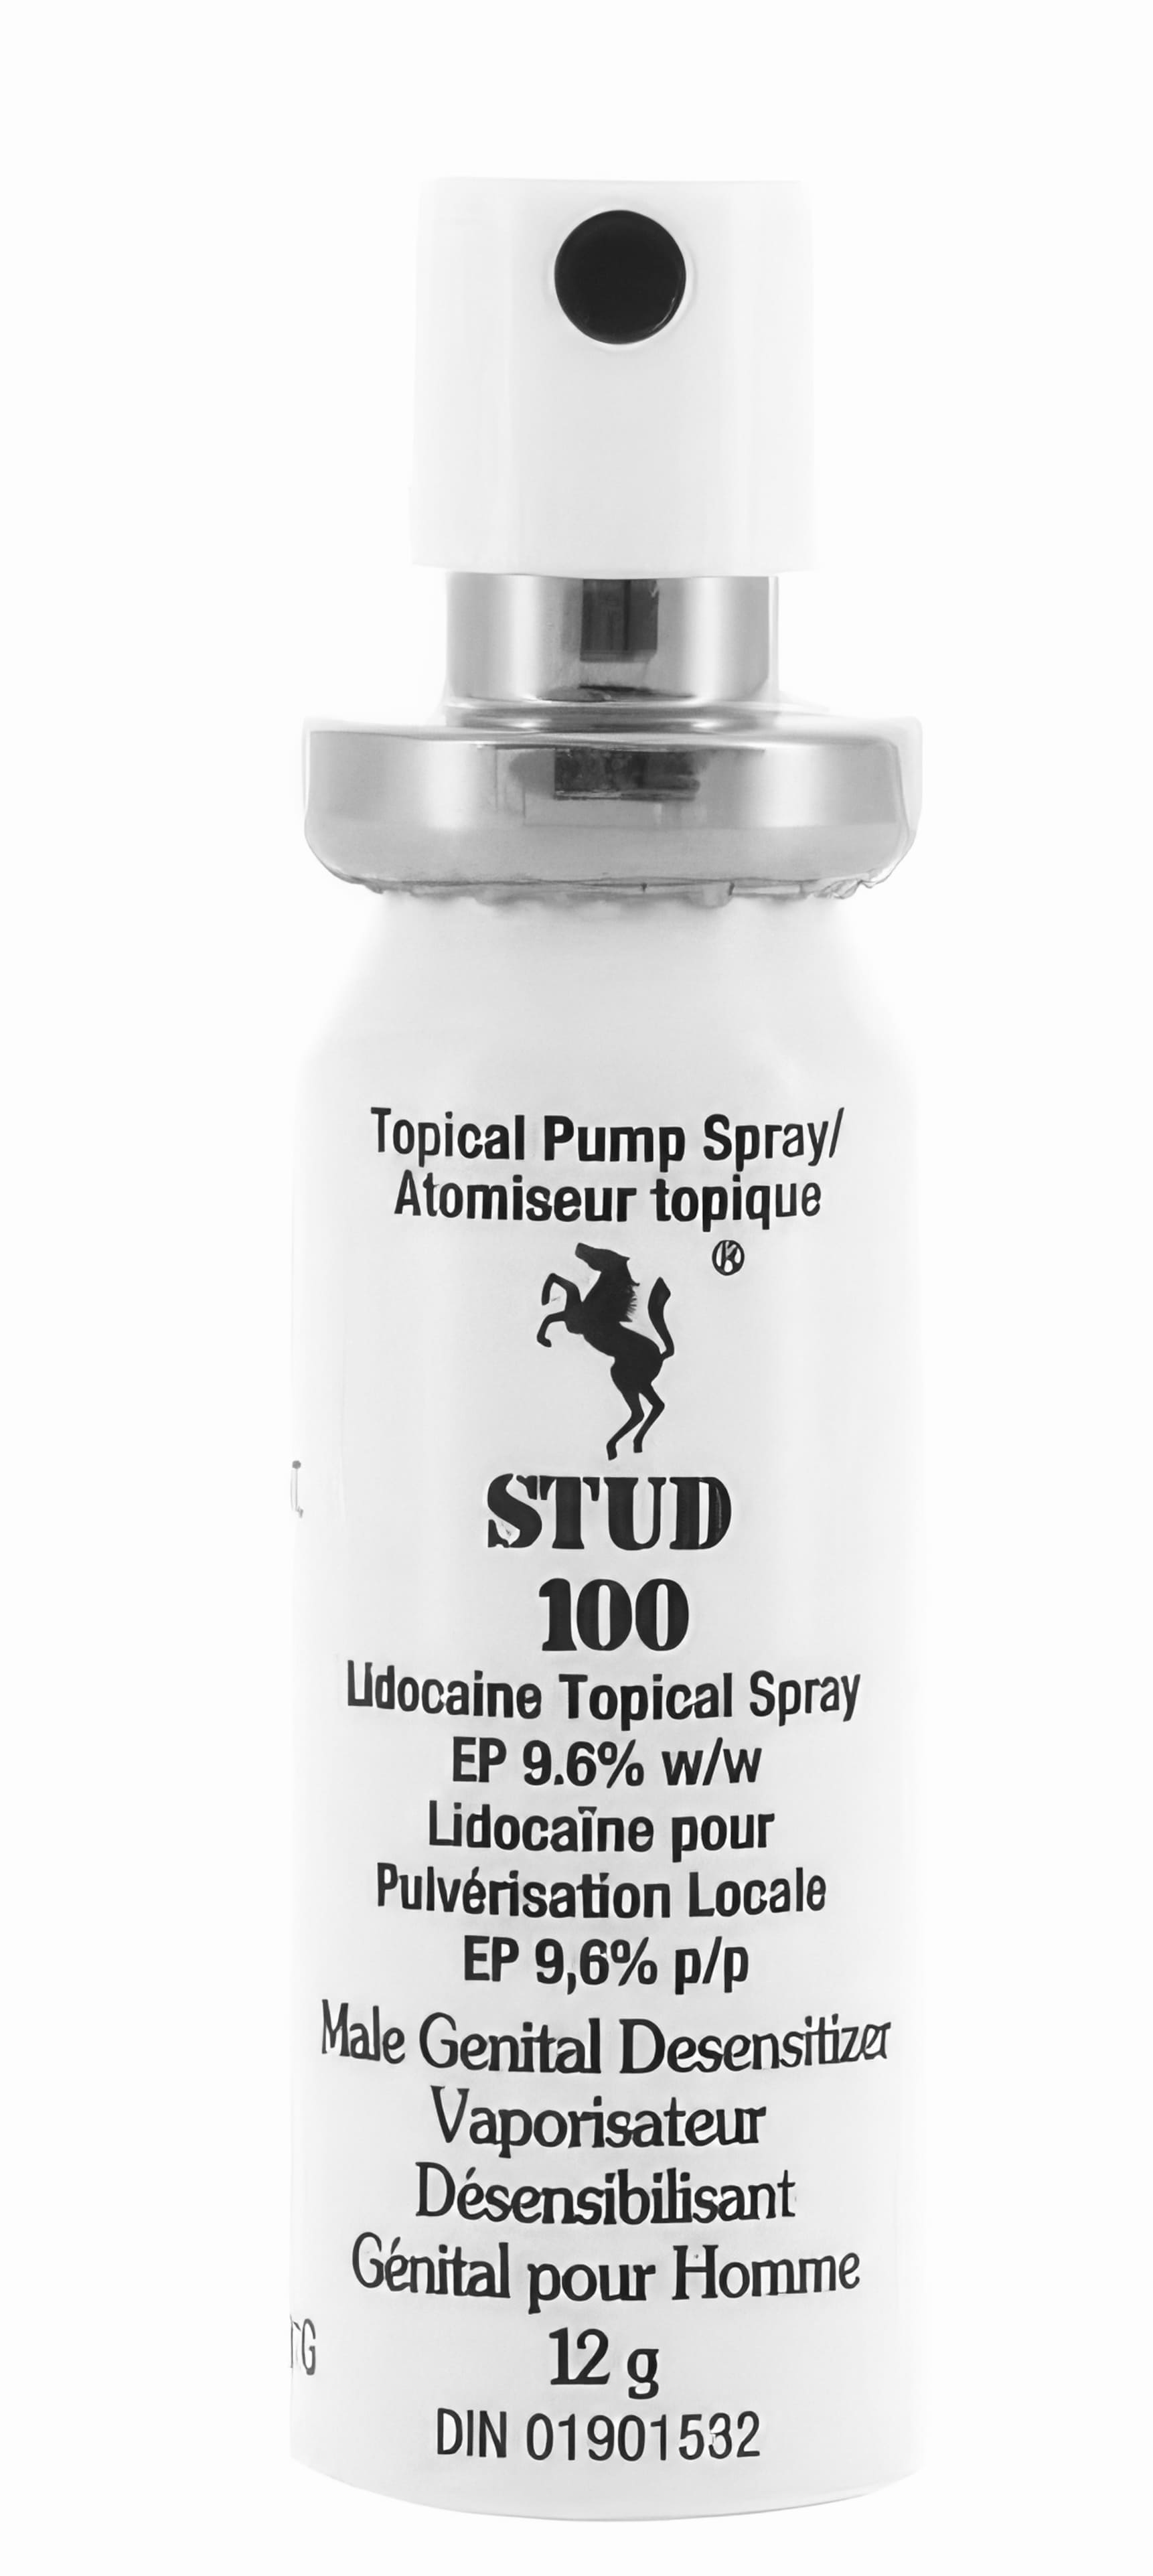 Topical Pump Spray/
Atomiseur topique
®
STUD
100
Lidocaine Topical Spray
EP 9.6% w/w
Lidocaïne pour
Pulvérisation Locale
EP 9,6% p/p
Male Genital Desensitizer
Vaporisateur
Désensibilisant
Génital pour Homme
12 g
DIN 01901532